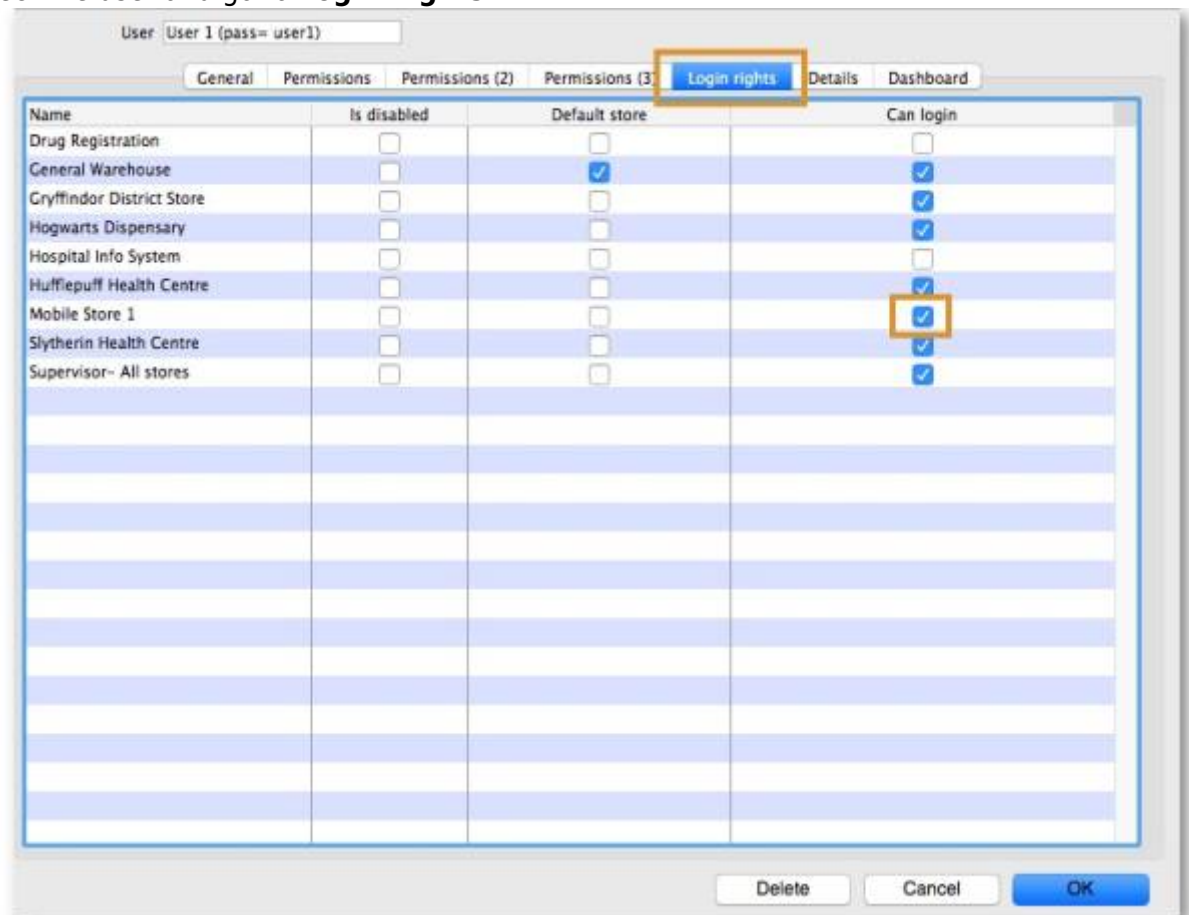 User User 1 (pass= user1)
General Permissions Permissions (2) Permissions (3) Login rights Details Dashboard
Name Is disabled Default store Can login
Drug Registration
General Warehouse
Gryffindor District Store
Hogwarts Dispensary
Hospital Info System
Hufflepuff Health Centre
Mobile Store 1
Slytherin Health Centre
Supervisor- All stores
Delete Cancel OK